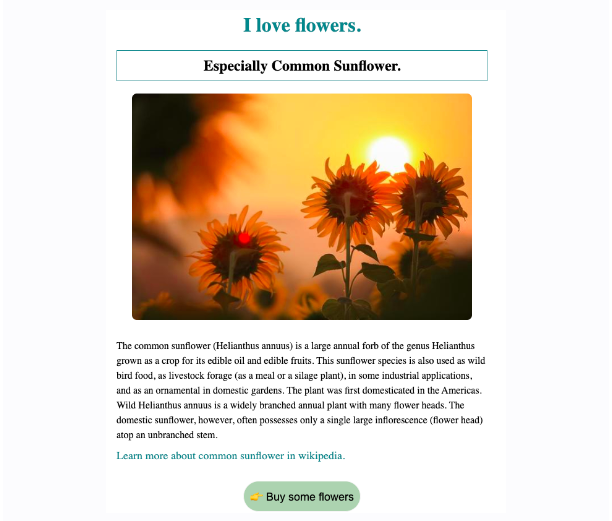 I love flowers.
Especially Common Sunflower.
The common sunflower (Helianthus annuus) is a large annual forb of the genus Helianthus
grown as a crop for its edible oil and edible fruits. This sunflower species is also used as wild
bird food, as livestock forage (as a meal or a silage plant), in some industrial applications,
and as an ornamental in domestic gardens. The plant was first domesticated in the Americas.
Wild Helianthus annuus is a widely branched annual plant with many flower heads. The
domestic sunflower, however, often possesses only a single large inflorescence (flower head)
atop an unbranched stem.
Learn more about common sunflower in wikipedia.
👉 Buy some flowers